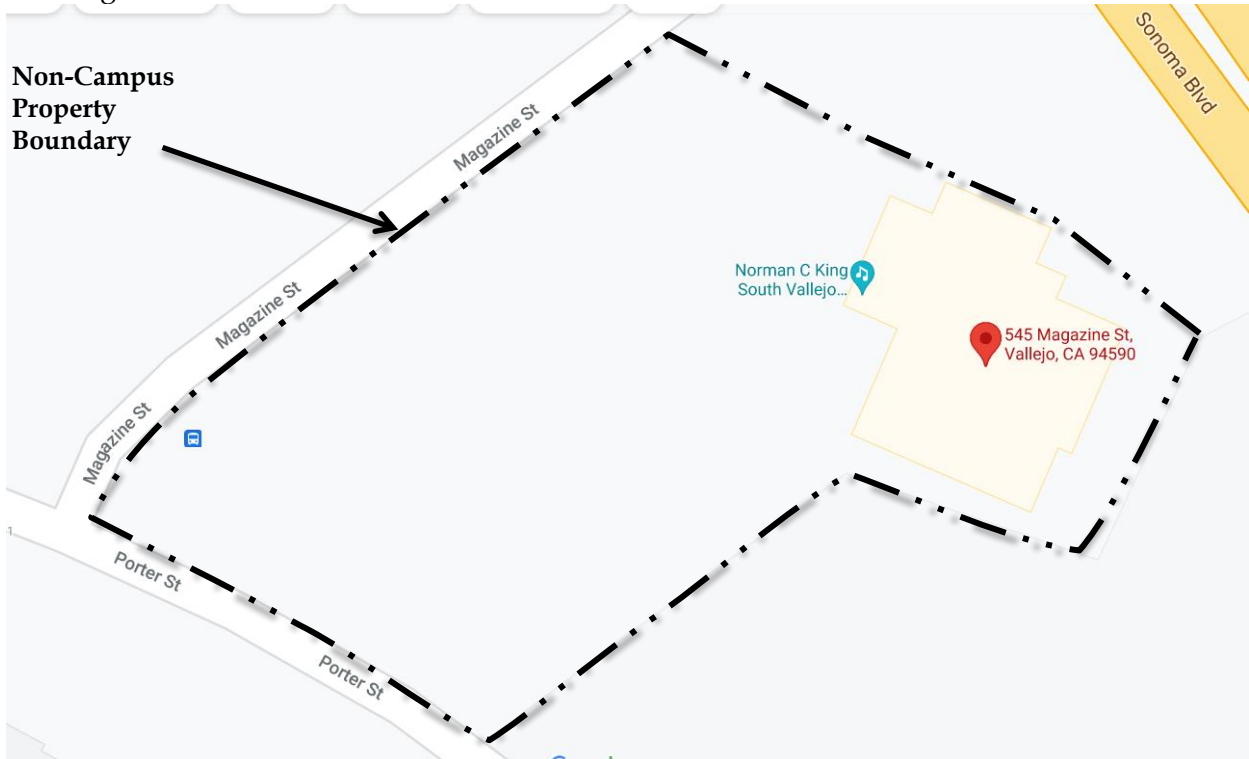 Sonoma Blvd
Non-Campus
Property
Boundary
Magazine St
Norman C King
South Vallejo...
Magazine St
545 Magazine St,
Vallejo, CA 94590
Magazine St
Porter St
Porter St